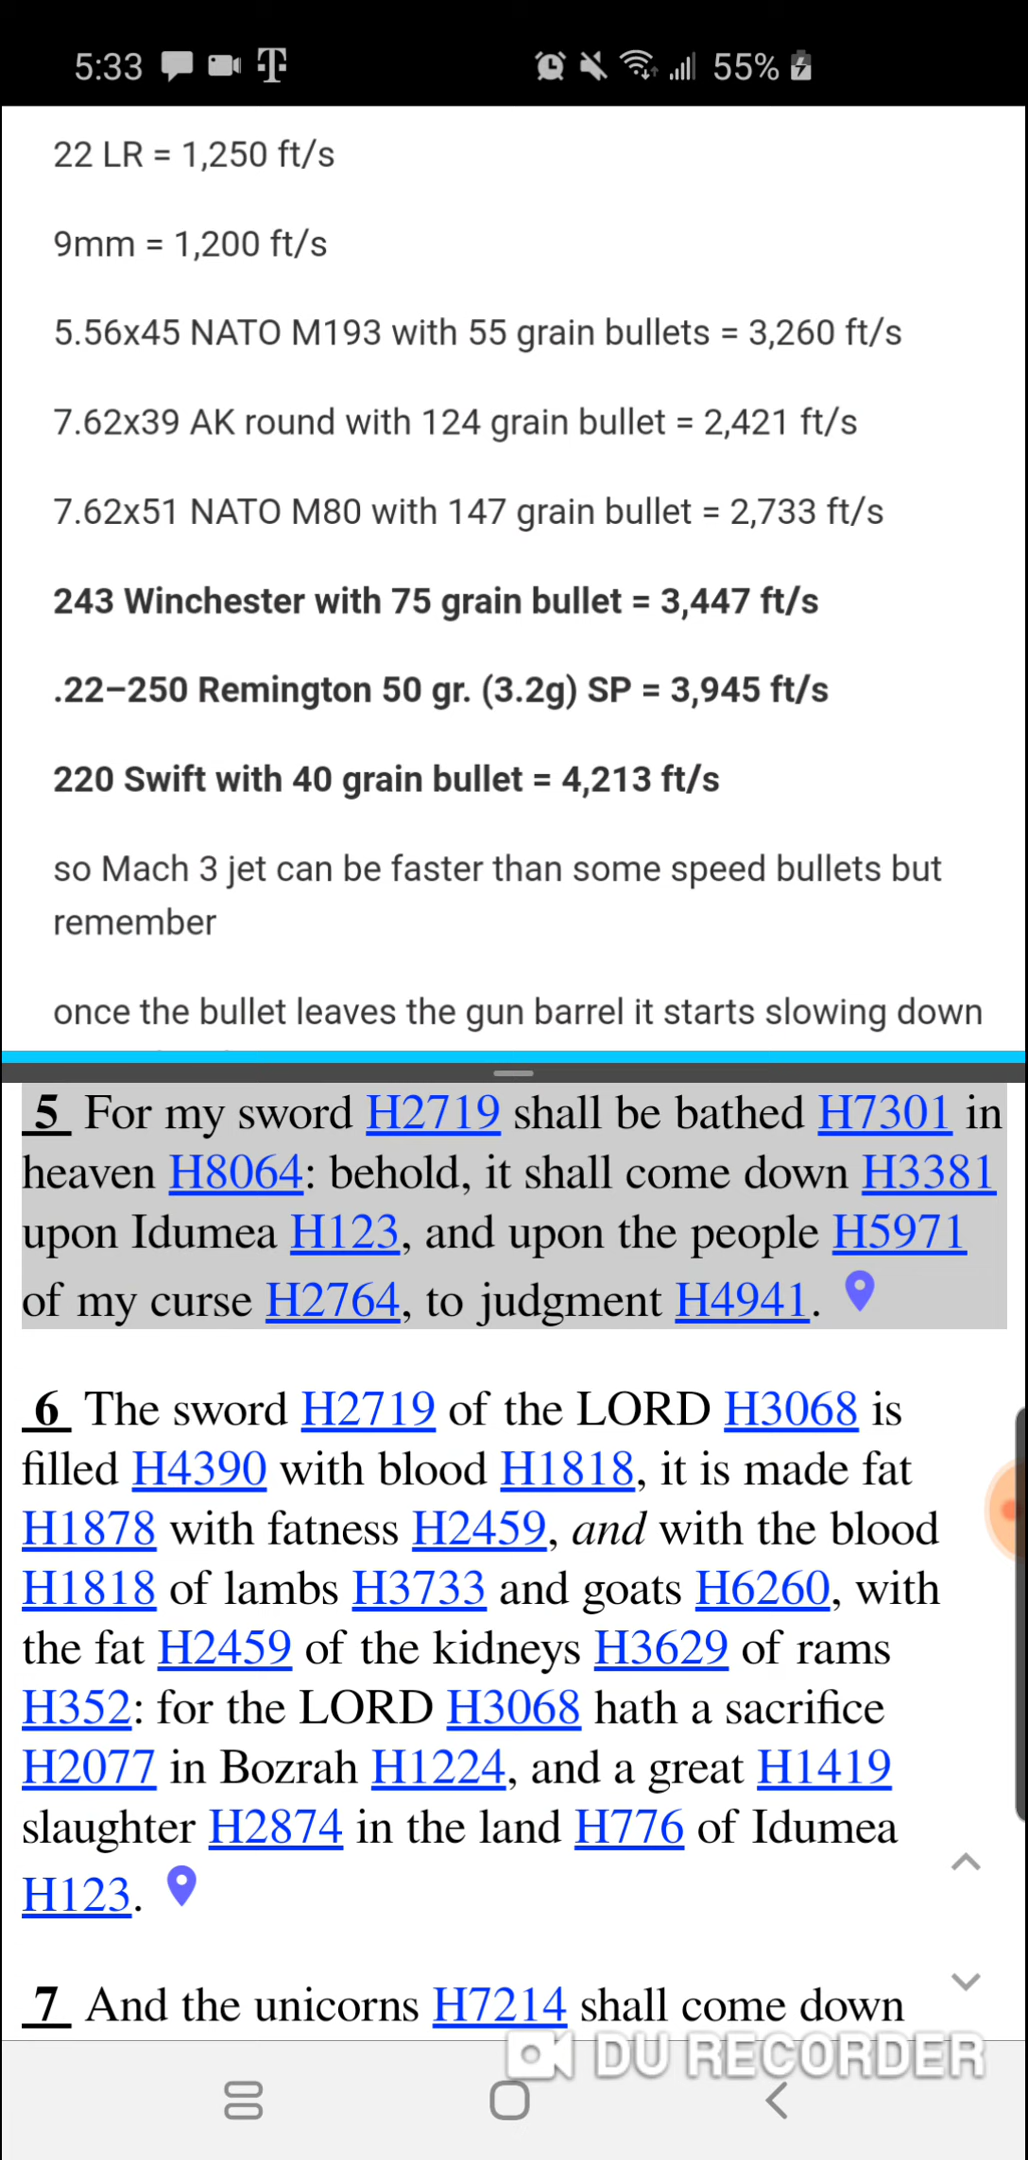 5:33 55%
22 LR = 1,250 ft/s
9mm = 1,200 ft/s
5.56x45 NATO M193 with 55 grain bullets = 3,260 ft/s
7.62x39 AK round with 124 grain bullet = 2,421 ft/s
7.62x51 NATO M80 with 147 grain bullet = 2,733 ft/s
243 Winchester with 75 grain bullet = 3,447 ft/s
.22–250 Remington 50 gr. (3.2g) SP = 3,945 ft/s
220 Swift with 40 grain bullet = 4,213 ft/s
so Mach 3 jet can be faster than some speed bullets but
remember
once the bullet leaves the gun barrel it starts slowing down
5 For my sword H2719 shall be bathed H7301 in
heaven H8064: behold, it shall come down H3381
upon Idumea H123, and upon the people H5971
of my curse H2764, to judgment H4941.
6 The sword H2719 of the LORD H3068 is
filled H4390 with blood H1818, it is made fat
H1878 with fatness H2459, and with the blood
H1818 of lambs H3733 and goats H6260, with
the fat H2459 of the kidneys H3629 of rams
H352: for the LORD H3068 hath a sacrifice
H2077 in Bozrah H1224, and a great H1419
slaughter H2874 in the land H776 of Idumea
H123.
7 And the unicorns H7214 shall come down
DU RECORDER